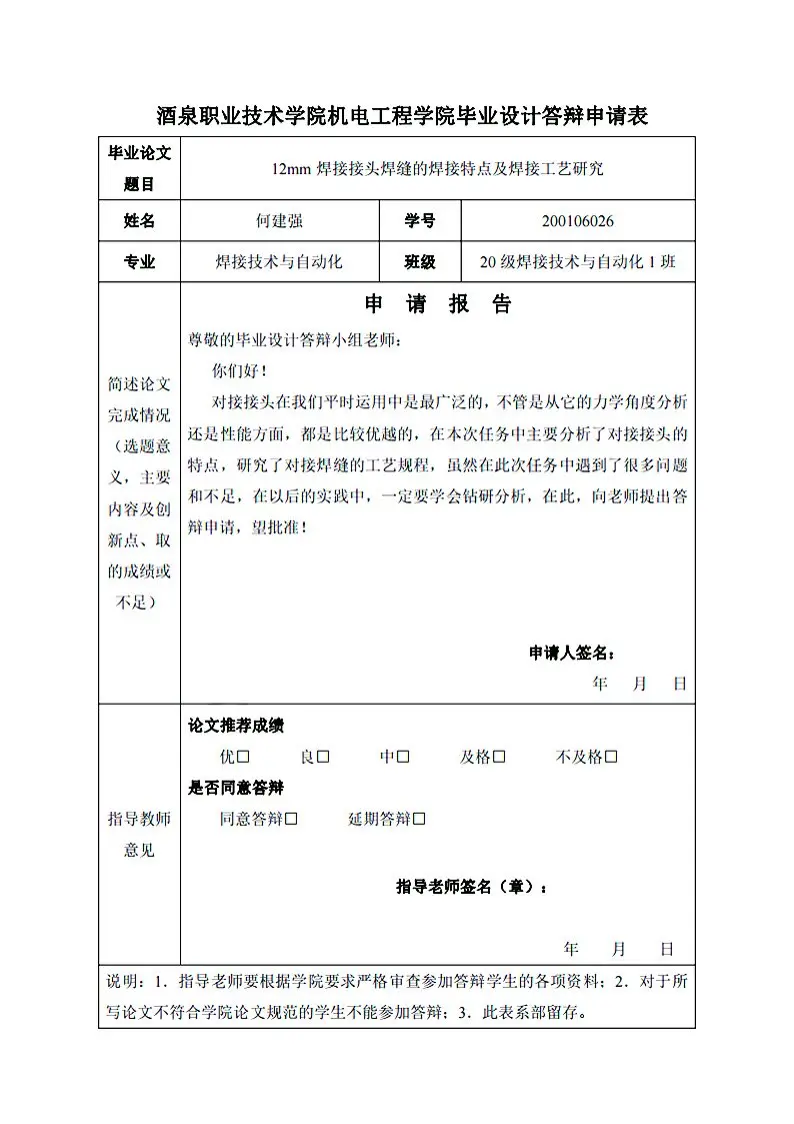 酒泉职业技术学院机电工程学院毕业设计答辩申请表
毕业论文
题目
12mm 焊接接头焊缝的焊接特点及焊接工艺研究
姓名 何建强 学号 200106026
专业 焊接技术与自动化 班级 20 级焊接技术与自动化 1 班
简述论文
完成情况
（选题意
义，主要
内容及创
新点、取
的成绩或
不足）
申 请 报 告
尊敬的毕业设计答辩小组老师：
你们好！
对接接头在我们平时运用中是最广泛的，不管是从它的力学角度分析
还是性能方面，都是比较优越的，在本次任务中主要分析了对接接头的
特点，研究了对接焊缝的工艺规程，虽然在此次任务中遇到了很多问题
和不足，在以后的实践中，一定要学会钻研分析，在此，向老师提出答
辩申请，望批准！
申请人签名：
年 月 日
指导教师
意见
论文推荐成绩
优□ 良□ 中□ 及格□ 不及格□
是否同意答辩
同意答辩□ 延期答辩□
指导老师签名（章）：
年 月 日
说明：1．指导老师要根据学院要求严格审查参加答辩学生的各项资料；2．对于所
写论文不符合学院论文规范的学生不能参加答辩；3．此表系部留存。